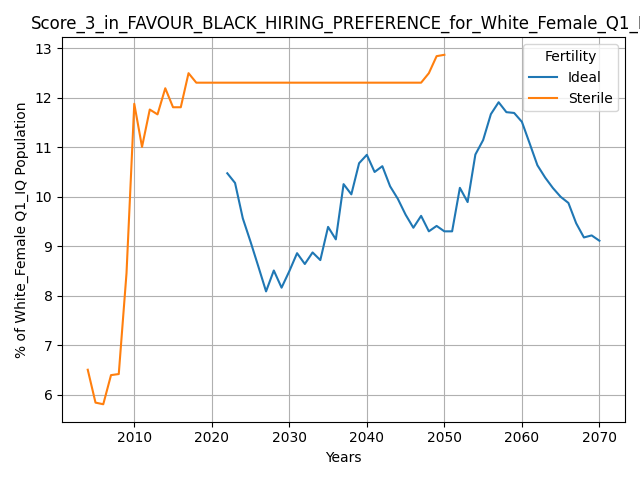 Score_3_in_FAVOUR_BLACK_HIRING_PREFERENCE_for_White_Female_Q1_
Fertility
Ideal
Sterile
% of White_Female Q1_IQ Population
13
12
11
10
9
8
7
6
2010 2020 2030 2040 2050 2060 2070
Years